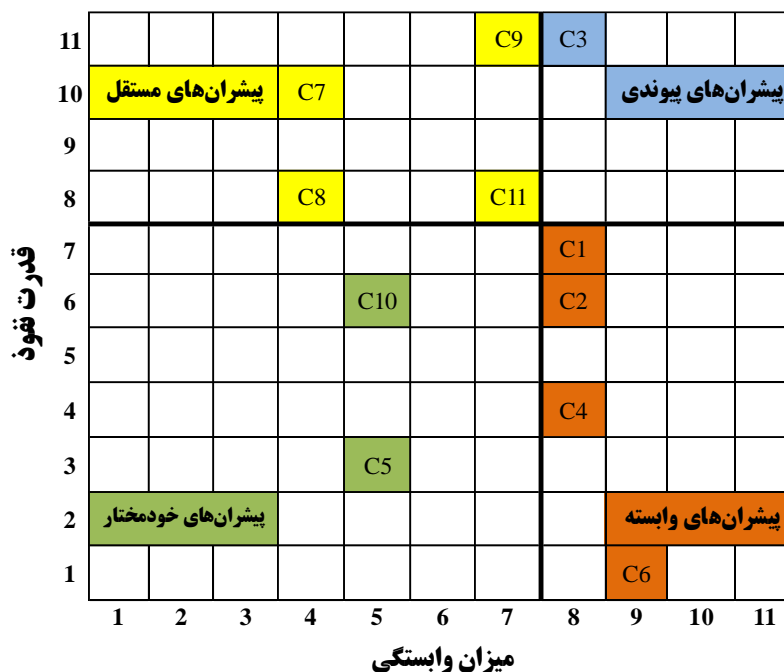 11 C9 C3
10 پیشران‌های مستقل C7 پیشران‌های پیوندی
9
8 C8 C11
7 C1
6 C10 C2
5
4 C4
3 C5
2 پیشران‌های خودمختار پیشران‌های وابسته
1 C6
1 2 3 4 5 6 7 8 9 10 11
قدرت نفوذ
میزان وابستگی